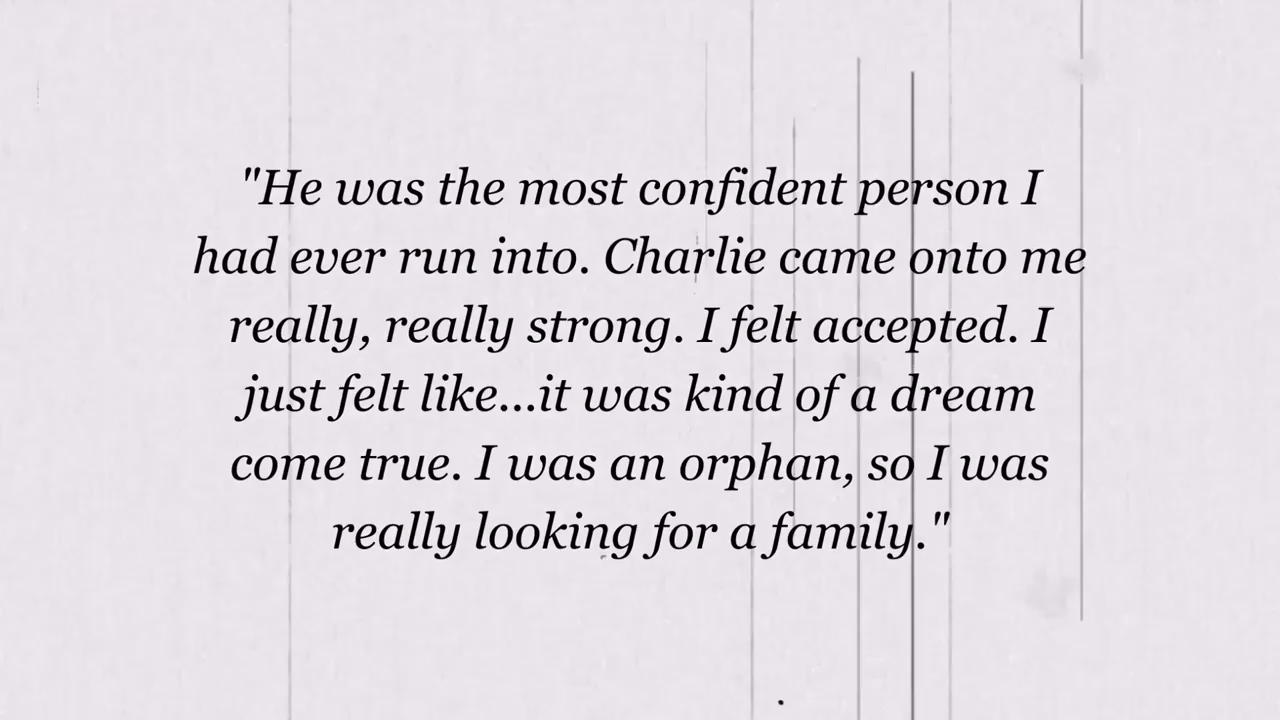 "He was the most confident person I
had ever run into. Charlie came onto me
really, really strong. I felt accepted. I
just felt like...it was kind of a dream
come true. I was an orphan, so I was
really looking for a family."